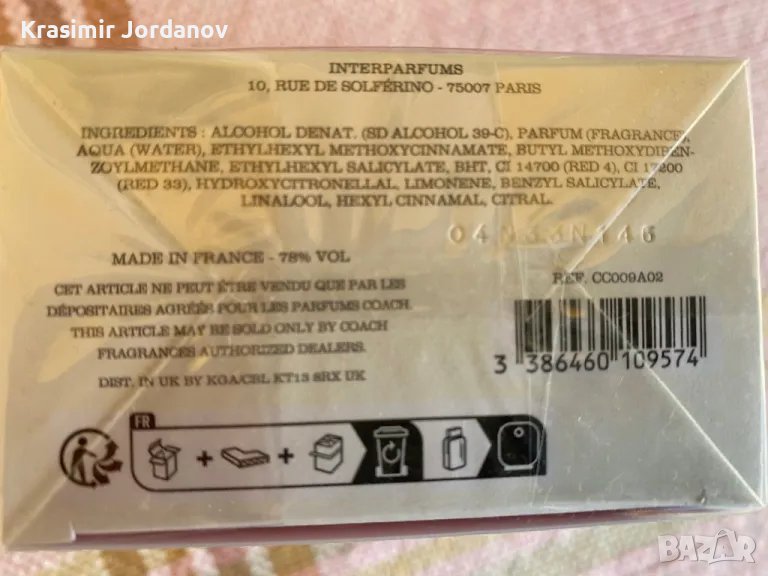 Krasimir Jordanov
INTERPARFUMS
10, RUE DE SOLFÉRINO - 75007 PARIS
INGREDIENTS : ALCOHOL DENAT. (SD ALCOHOL 39-C), PARFUM (FRAGRANCE),
AQUA (WATER), ETHYLHEXYL METHOXYCINNAMATE, BUTYL METHOXYDIBEN-
ZOYLMETHANE, ETHYLHEXYL SALICYLATE, BHT, CI 14700 (RED 4), CI 17200
(RED 33), HYDROXYCITRONELLAL, LIMONENE, BENZYL SALICYLATE,
LINALOOL, HEXYL CINNAMAL, CITRAL.
MADE IN FRANCE - 78% VOL
CET ARTICLE NE PEUT ÊTRE VENDU QUE PAR LES
DÉPOSITAIRES AGRÉÉS POUR LES PARFUMS COACH.
THIS ARTICLE MAY BE SOLD ONLY BY COACH
FRAGRANCES AUTHORIZED DEALERS.
DIST. IN UK BY KGA/CBL KT13 8RX UK
REF. CC009A02
3 386460 109574
FR
BAZAR